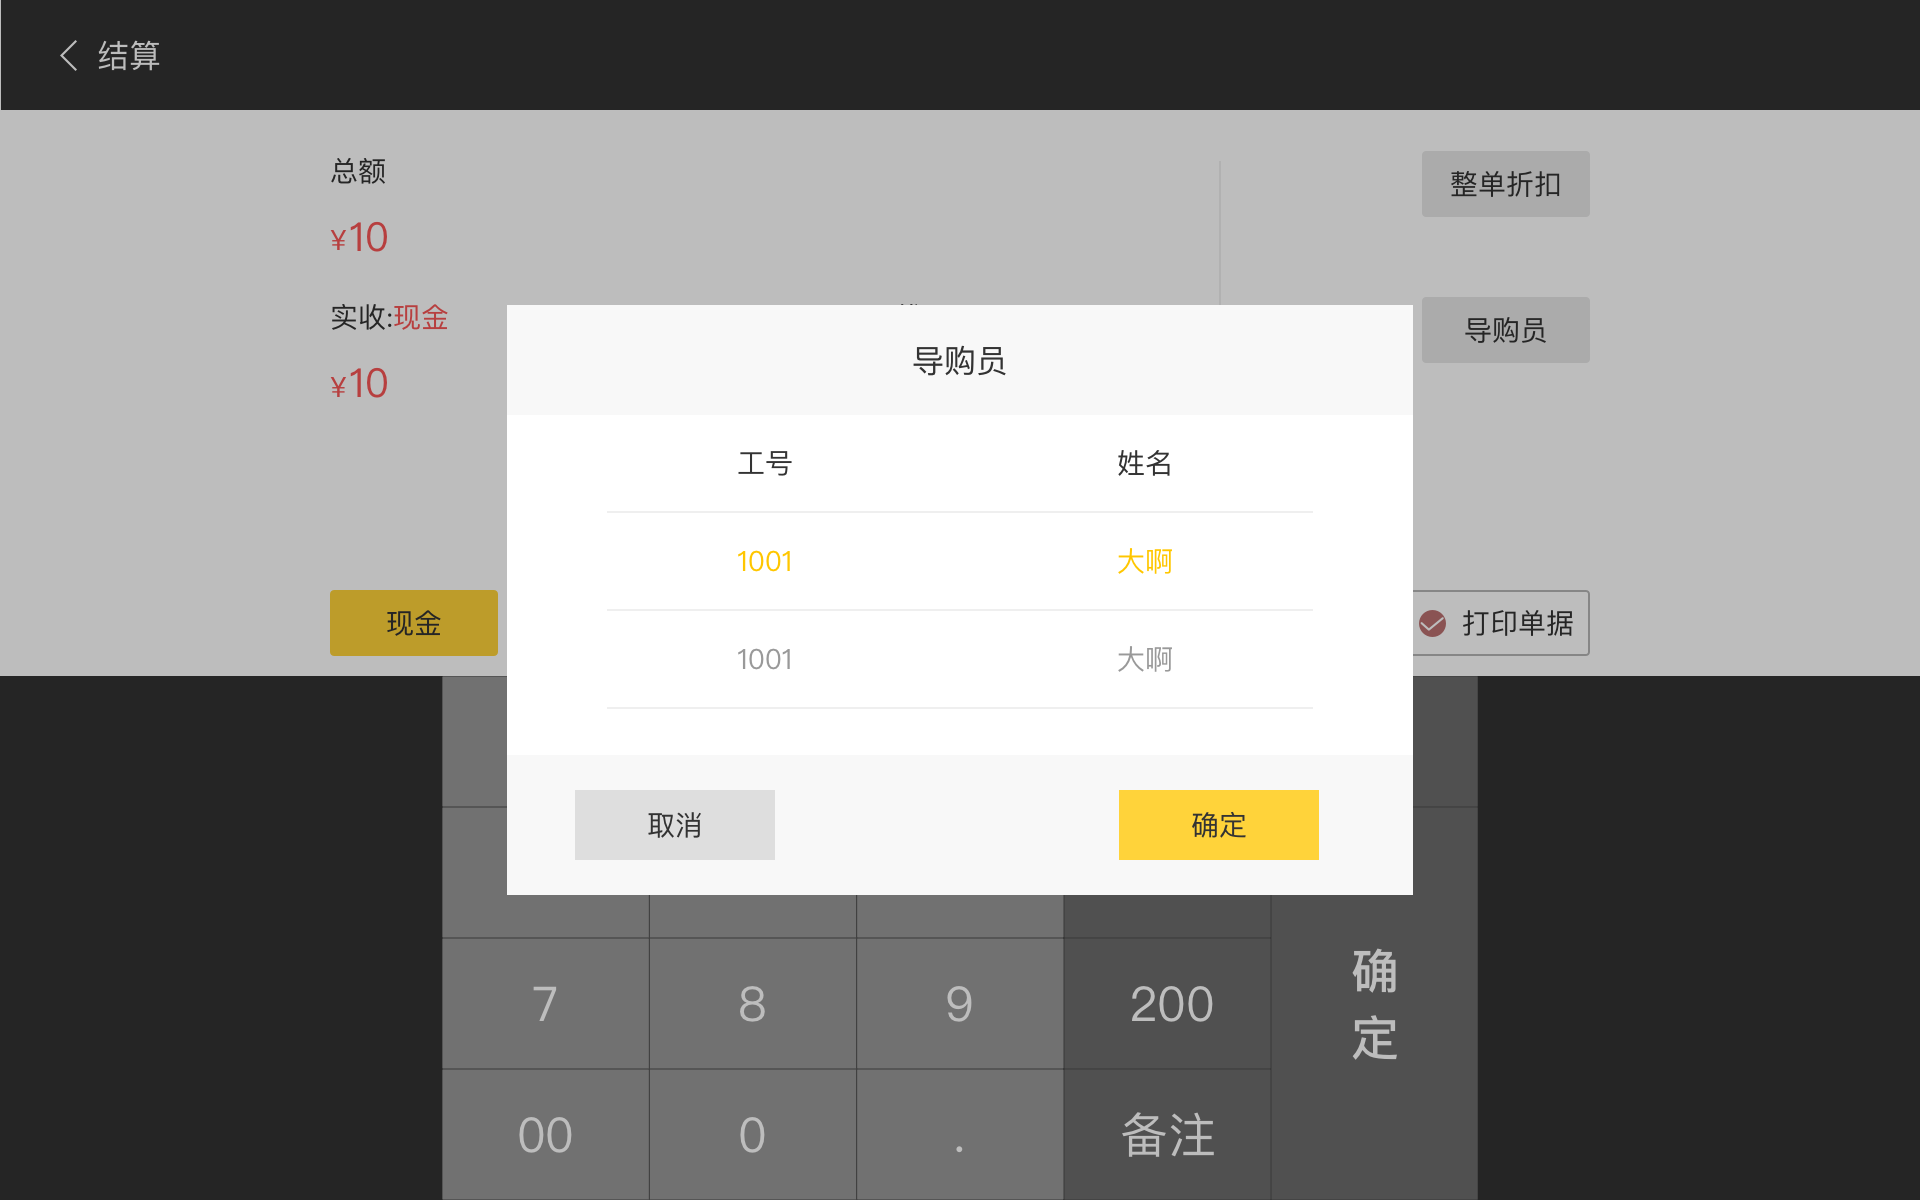 结算
总额
¥10
实收:现金
¥10
整单折扣
导购员
导购员
工号 姓名
1001 大啊
1001 大啊
取消 确定
现金
打印单据
7 8 9 200
确定
00 0 . 备注